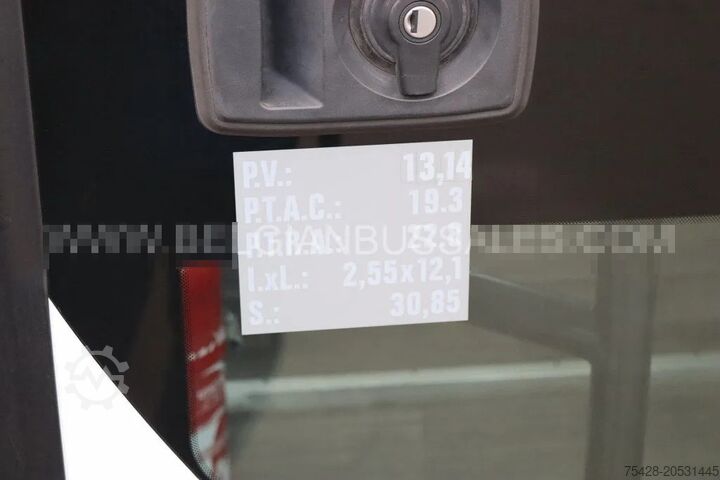 P.V.: 13,14
P.T.A.C.: 19.3
WWW.BELGIANBUSSALES.COM
P.T.R.A.:
l.xL.: 2,55x12,1
S.: 30,85
75428-20531445